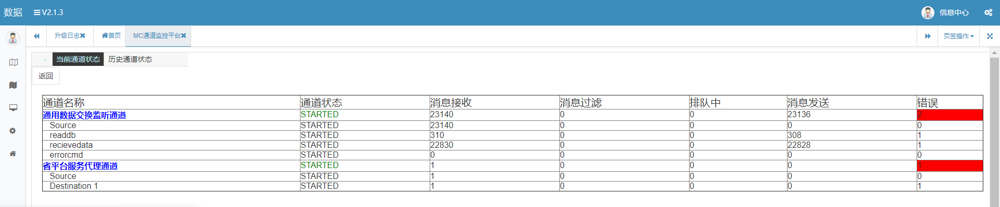 数据 V2.1.3 信息中心
升级日志 首页 MC通道监控平台 页签操作
当前通道状态 历史通道状态
返回
通道名称 通道状态 消息接收 消息过滤 排队中 消息发送 错误
通用数据交换监听通道 STARTED 23140 0 0 23136 2
Source STARTED 23140 0 0 0 0
readdb STARTED 310 0 0 308 1
recievedata STARTED 22830 0 0 22828 1
errorcmd STARTED 0 0 0 0 0
省平台服务代理通道 STARTED 1 0 0 0 1
Source STARTED 1 0 0 0 0
Destination 1 STARTED 1 0 0 0 1